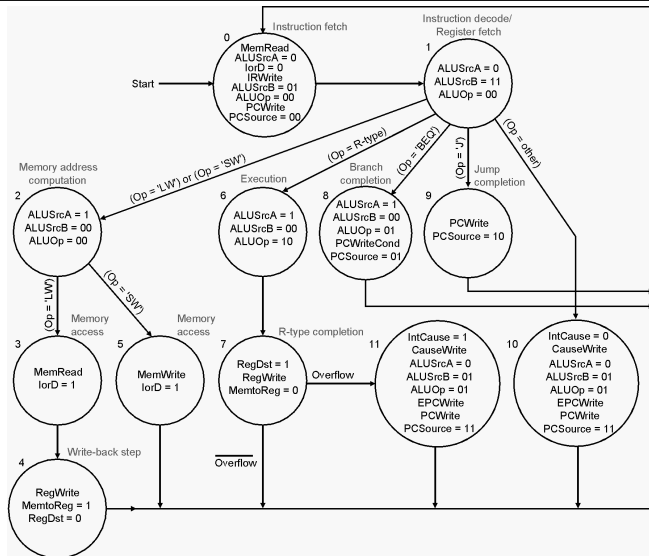 Instruction fetch
0
MemRead
ALUSrcA = 0
IorD = 0
IRWrite
ALUSrcB = 01
ALUOp = 00
PCWrite
PCSource = 00
Start
Instruction decode/
Register fetch
1
ALUSrcA = 0
ALUSrcB = 11
ALUOp = 00
(Op = 'LW') or (Op = 'SW')
(Op = R-type)
(Op = 'BEQ')
(Op = 'J')
(Op = other)
Memory address
computation
2
ALUSrcA = 1
ALUSrcB = 00
ALUOp = 00
Execution
6
ALUSrcA = 1
ALUSrcB = 00
ALUOp = 10
Branch
completion
8
ALUSrcA = 1
ALUSrcB = 00
ALUOp = 01
PCWriteCond
PCSource = 01
Jump
completion
9
PCWrite
PCSource = 10
(Op = 'LW')
(Op = 'SW')
Memory
access
3
MemRead
IorD = 1
Memory
access
5
MemWrite
IorD = 1
R-type completion
7
RegDst = 1
RegWrite
MemtoReg = 0
Overflow
Overflow
11
IntCause = 1
CauseWrite
ALUSrcA = 0
ALUSrcB = 01
ALUOp = 01
EPCWrite
PCWrite
PCSource = 11
10
IntCause = 0
CauseWrite
ALUSrcA = 0
ALUSrcB = 01
ALUOp = 01
EPCWrite
PCWrite
PCSource = 11
Write-back step
4
RegWrite
MemtoReg = 1
RegDst = 0